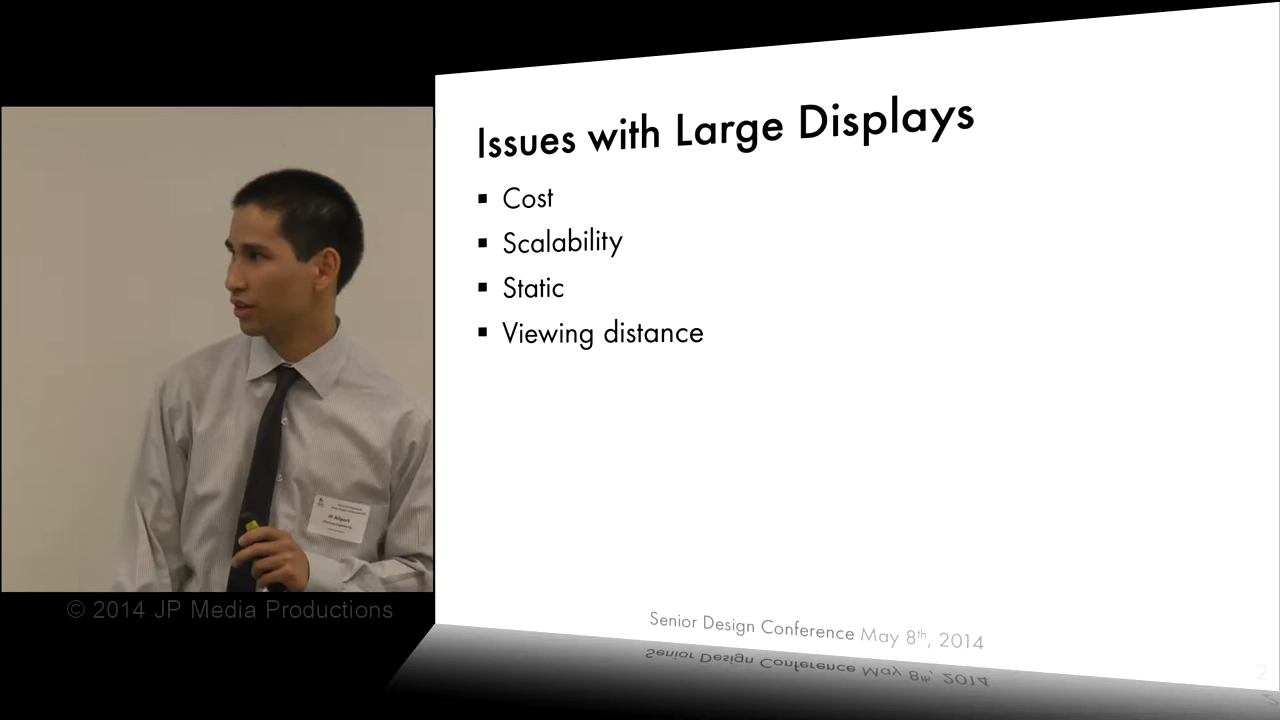 Issues with Large Displays
▪ Cost
▪ Scalability
▪ Static
▪ Viewing distance
Senior Design Conference May 8th, 2014
2
© 2014 JP Media Productions